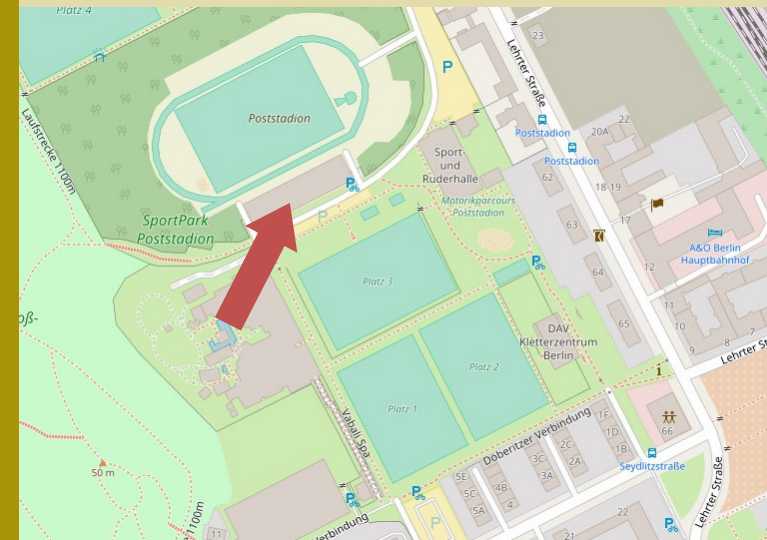 Platz 4
23
Lehrter Straße
P
Laufstrecke 1100m
Poststadion
22
20A
Poststadion
Poststadion
Sport-
und
Ruderhalle
62
18-19
Motorikparcours
Poststadion
SportPark
Poststadion
P
17
63
A&O Berlin
Hauptbahnhof
12
64
Platz 3
11
10
65
DAV
Kletterzentrum
Berlin
9
8
7
Lehrter St
oß-
Platz 2
Platz 1
i
Vabali Spa
Döberitzer Verbindung
1F
1D
1B
2C
2A
3C
3A
66
Seydlitzstraße
50 m
5E
5C
5A
4B
4
P
P
P
1100m
Verbindung
P
22
21
11
Lehrter Straße